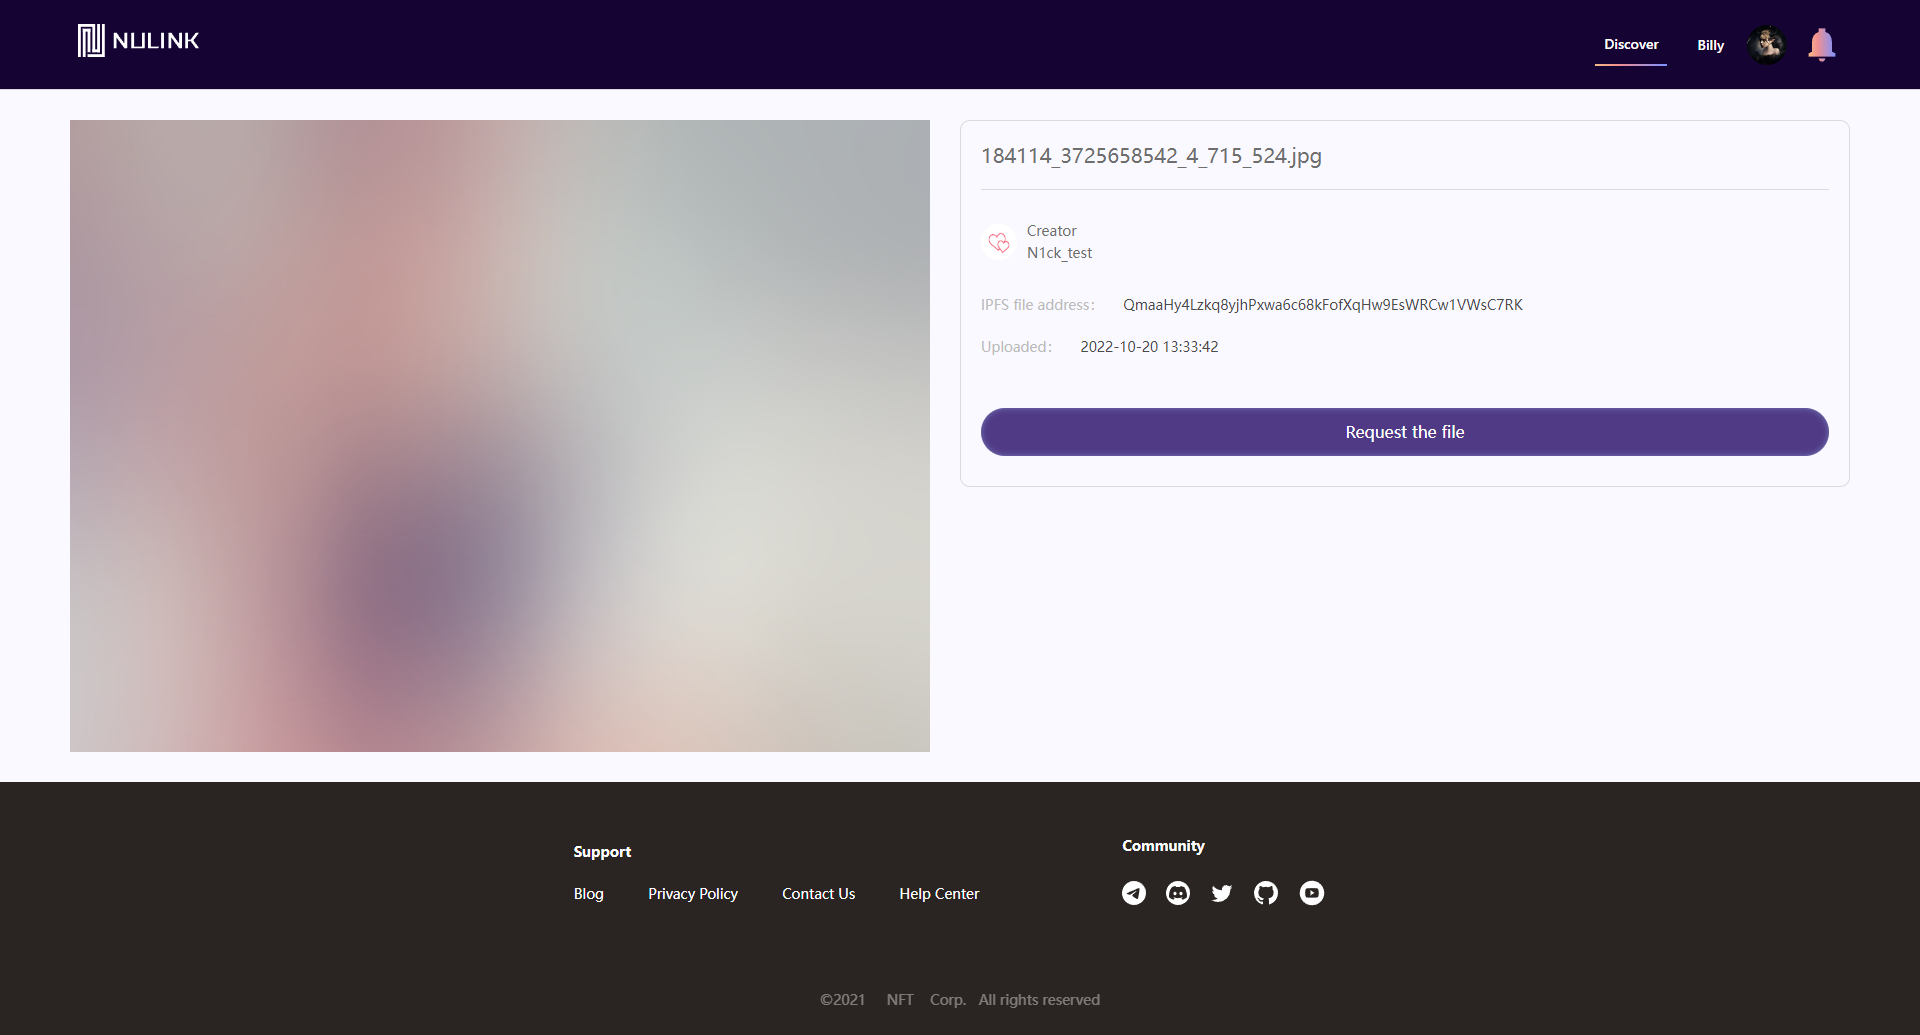 NULINK
Discover
Billy
184114_3725658542_4_715_524.jpg
Creator
N1ck_test
IPFS file address: QmaaHy4Lzkq8yjhPxwa6c68kFofXqHw9EsWRCw1VWsC7RK
Uploaded: 2022-10-20 13:33:42
Request the file
Support
Blog Privacy Policy Contact Us Help Center
Community
©2021 NFT Corp. All rights reserved